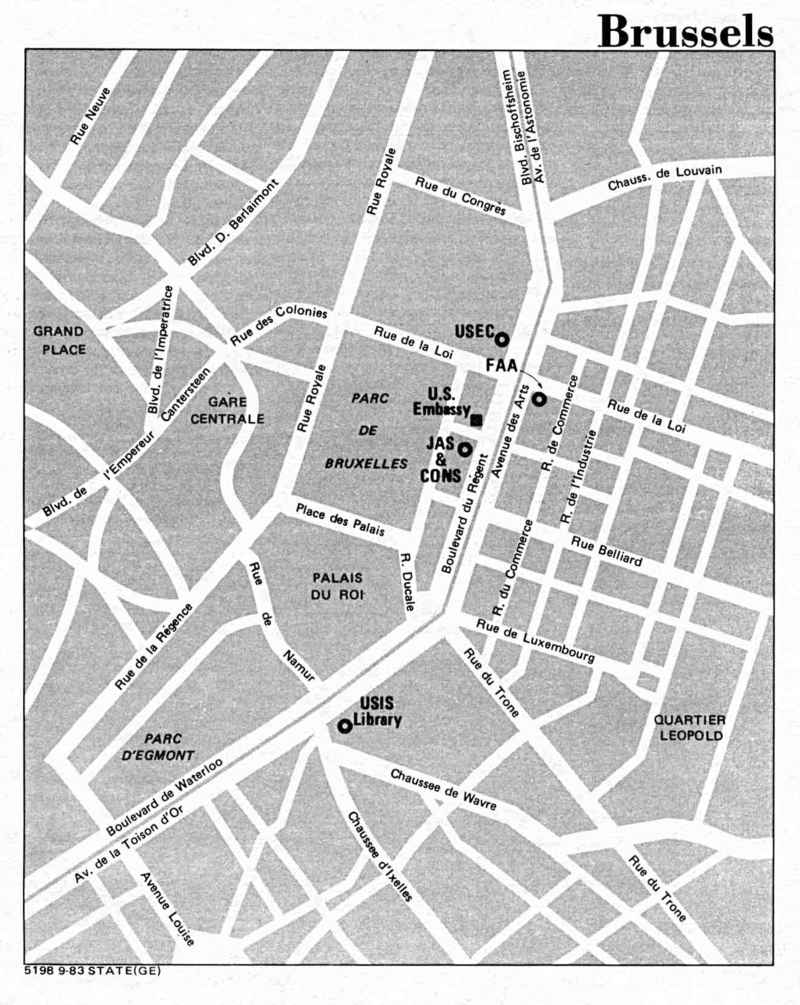 Brussels
Rue Neuve
Blvd. D. Berlaimont
Rue Royale
Rue du Congrès
Blvd. Bischoffsheim
Av. de l'Astonomie
Chauss. de Louvain
GRAND
PLACE
Blvd. de l'Imperatrice
Cantersteen
Rue des Colonies
Rue de la Loi
USEC
FAA
GARE
CENTRALE
Rue Royale
PARC
DE
BRUXELLES
U.S.
Embassy
JAS
&
CONS
Avenue des Arts
R. de Commerce
R. de l'Industrie
Rue de la Loi
Blvd. de l'Empereur
Place des Palais
Boulevard du Régent
Rue Belliard
R. Ducale
R. du Commerce
PALAIS
DU ROI
Rue de Namur
Rue de la Régence
Rue de Luxembourg
Rue du Trone
USIS
Library
QUARTIER
LEOPOLD
PARC
D'EGMONT
Boulevard de Waterloo
Av. de la Toison d'Or
Chaussee de Wavre
Chaussee d'Ixelles
Avenue Louise
Rue du Trone
5198 9-83 STATE(GE)